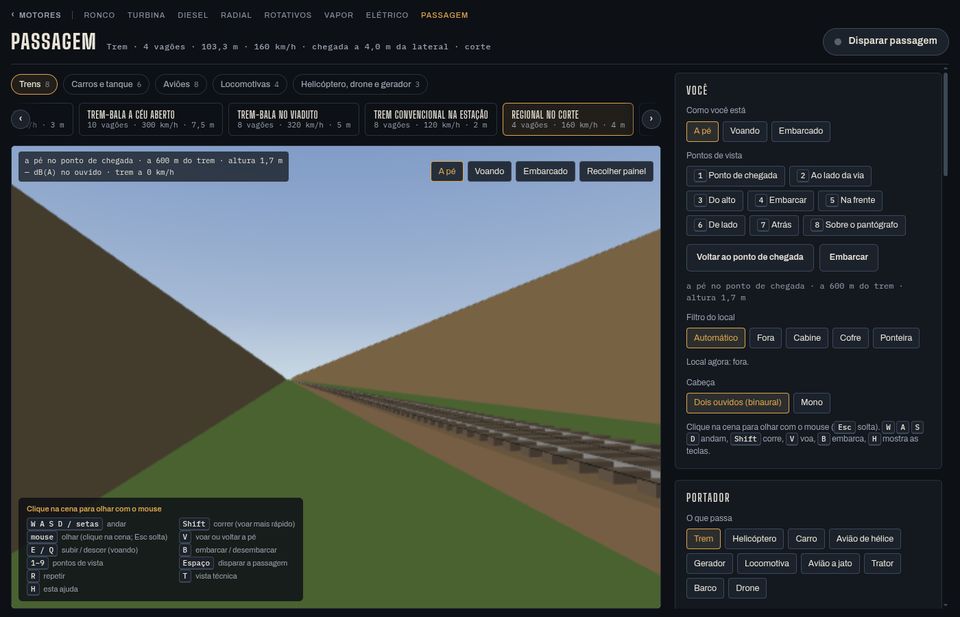 ‹ MOTORES RONCO TURBINA DIESEL RADIAL ROTATIVOS VAPOR ELÉTRICO PASSAGEM
PASSAGEM Trem · 4 vagões · 103,3 m · 160 km/h · chegada a 4,0 m da lateral · corte
Disparar passagem
Trens 8 Carros e tanque 6 Aviões 8 Locomotivas 4 Helicóptero, drone e gerador 3
‹ /h · 3 m
TREM-BALA A CÉU ABERTO
10 vagões · 300 km/h · 7,5 m
TREM-BALA NO VIADUTO
8 vagões · 320 km/h · 5 m
TREM CONVENCIONAL NA ESTAÇÃO
8 vagões · 120 km/h · 2 m
REGIONAL NO CORTE
4 vagões · 160 km/h · 4 m
›
a pé no ponto de chegada · a 600 m do trem · altura 1,7 m
— dB(A) no ouvido · trem a 0 km/h
A pé Voando Embarcado Recolher painel
Clique na cena para olhar com o mouse
W A S D / setas andar
mouse olhar (clique na cena; Esc solta)
E / Q subir / descer (voando)
1–9 pontos de vista
R repetir
H esta ajuda
Shift correr (voar mais rápido)
V voar ou voltar a pé
B embarcar / desembarcar
Espaço disparar a passagem
T vista técnica
VOCÊ
Como você está
A pé Voando Embarcado
Pontos de vista
1 Ponto de chegada 2 Ao lado da via
3 Do alto 4 Embarcar 5 Na frente
6 De lado 7 Atrás 8 Sobre o pantógrafo
Voltar ao ponto de chegada Embarcar
a pé no ponto de chegada · a 600 m do trem ·
altura 1,7 m
Filtro do local
Automático Fora Cabine Cofre Ponteira
Local agora: fora.
Cabeça
Dois ouvidos (binaural) Mono
Clique na cena para olhar com o mouse ( Esc solta). W A S
D andam, Shift corre, V voa, B embarca, H mostra as
teclas.
PORTADOR
O que passa
Trem Helicóptero Carro Avião de hélice
Gerador Locomotiva Avião a jato Trator
Barco Drone